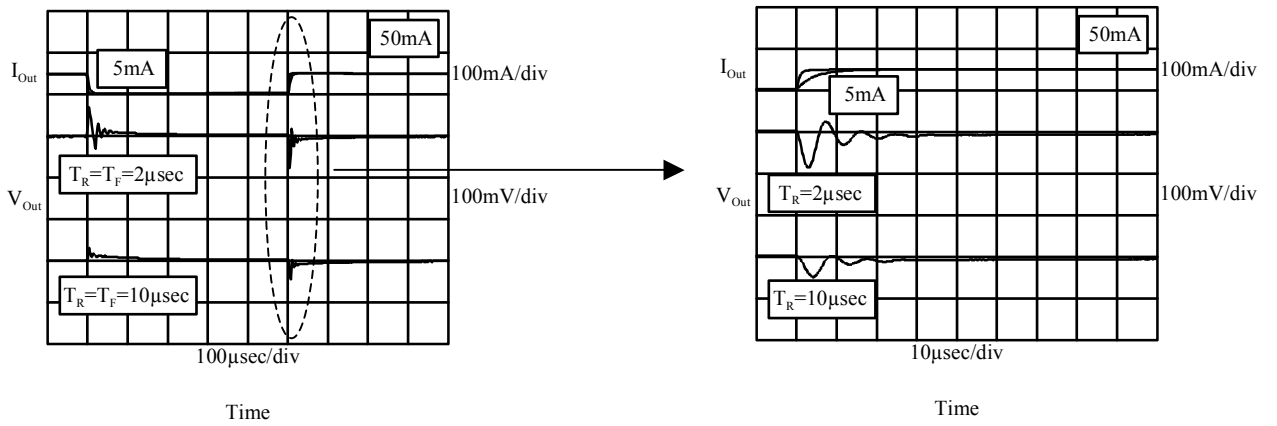 50mA
5mA
I_Out
100mA/div
T_R=T_F=2µsec
V_Out
100mV/div
T_R=T_F=10µsec
100µsec/div
Time
50mA
I_Out
100mA/div
5mA
T_R=2µsec
V_Out
100mV/div
T_R=10µsec
10µsec/div
Time